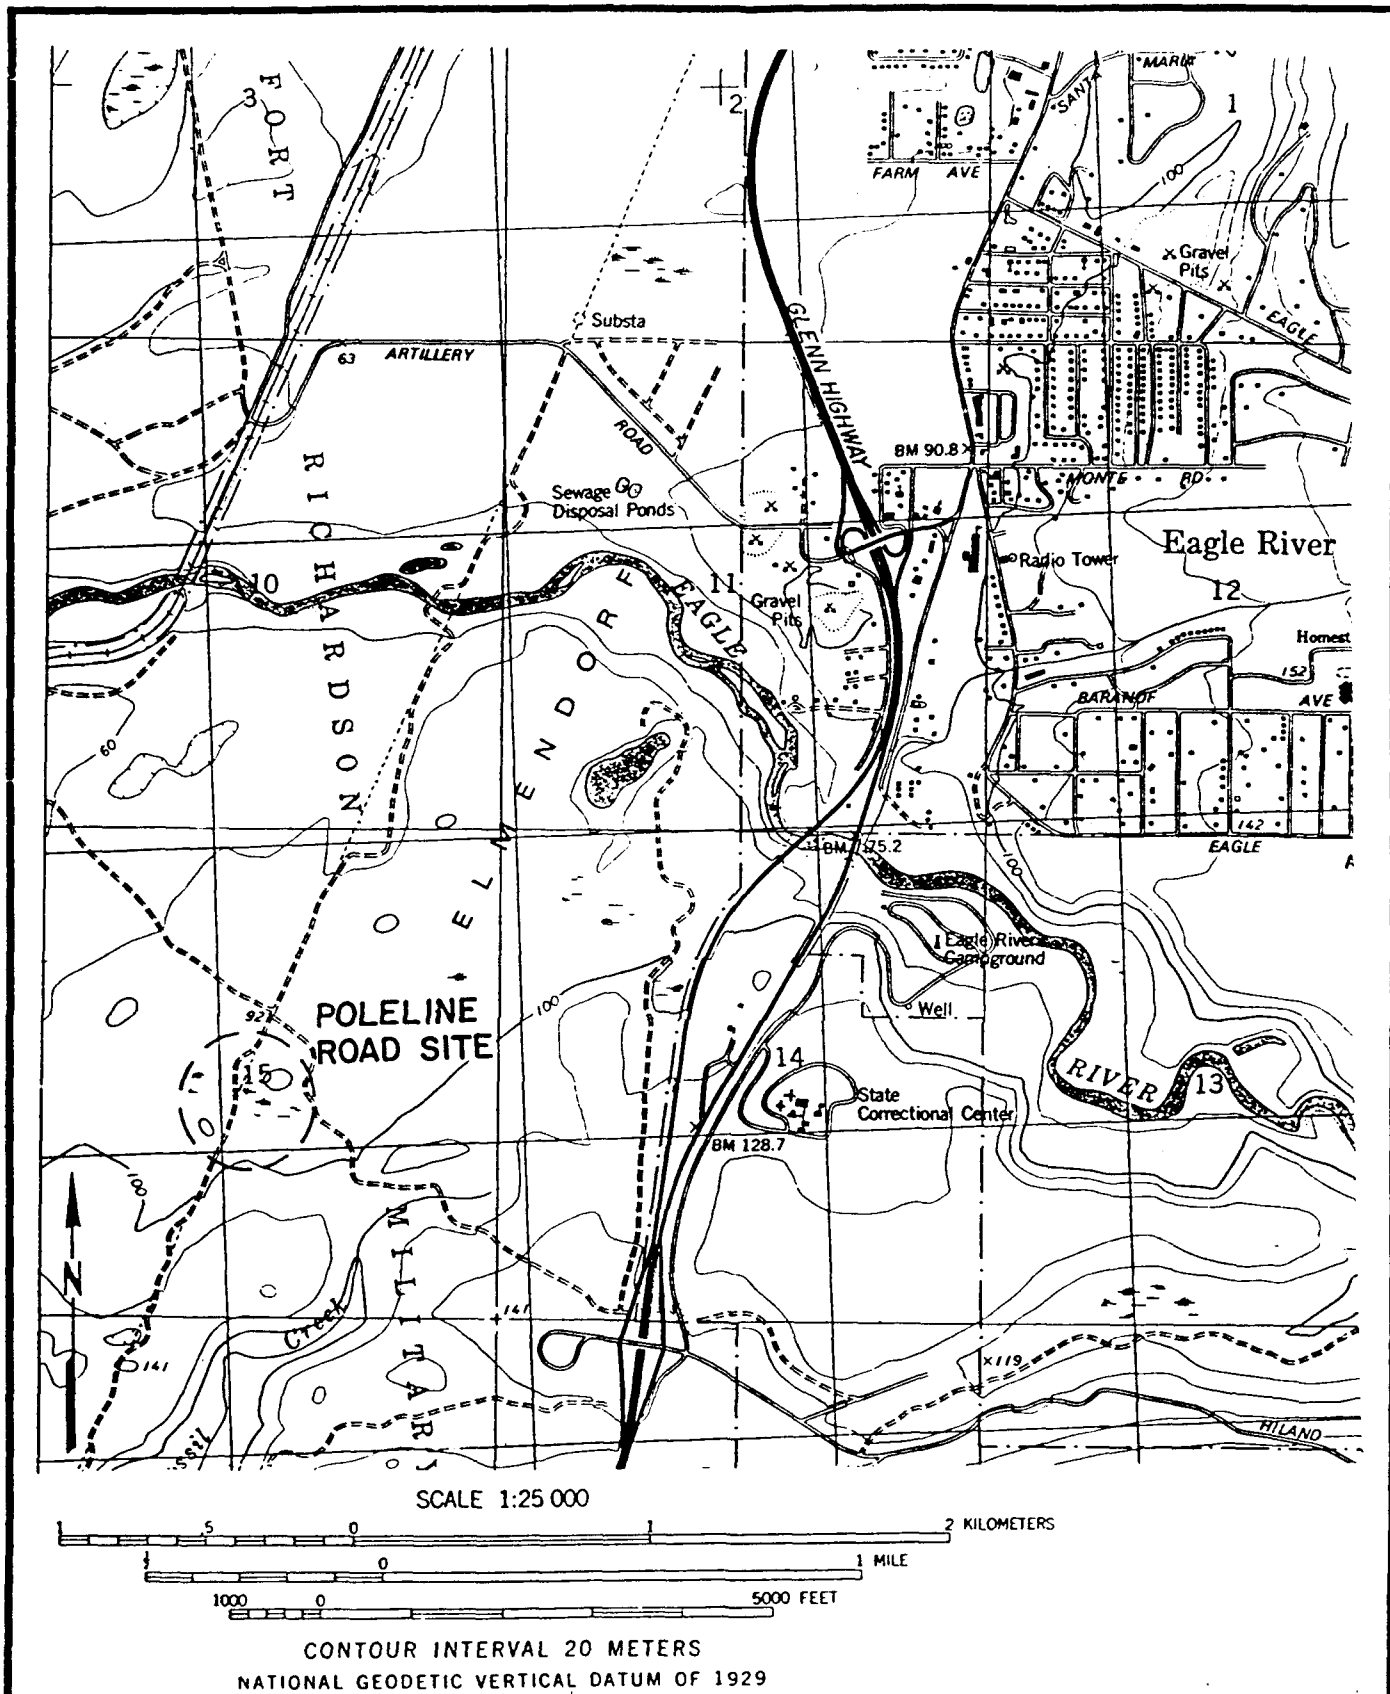 MARIA
SANTA
FORT
3
2
1
100
FARM AVE
Gravel
Pits
EAGLE
GLENN HIGHWAY
Substa
63
ARTILLERY
ROAD
BM 90.8
MONTE RD
RICHARDSON
Sewage
Disposal Ponds
Eagle River
Radio Tower
10
11
12
EAGLE
Gravel
Pits
Homest
152
BARANOF
AVE
ELMENDORF
60
142
EAGLE
BM 75.2
100
Eagle River
Campground
Well
100
92
POLELINE
ROAD SITE
15
14
RIVER
13
State
Correctional Center
BM 128.7
100
N
MILITARY
Creek
141
141
119
HILAND
SCALE 1:25 000
1 .5 0 1 2 KILOMETERS
1 0 1 MILE
1000 0 5000 FEET
CONTOUR INTERVAL 20 METERS
NATIONAL GEODETIC VERTICAL DATUM OF 1929